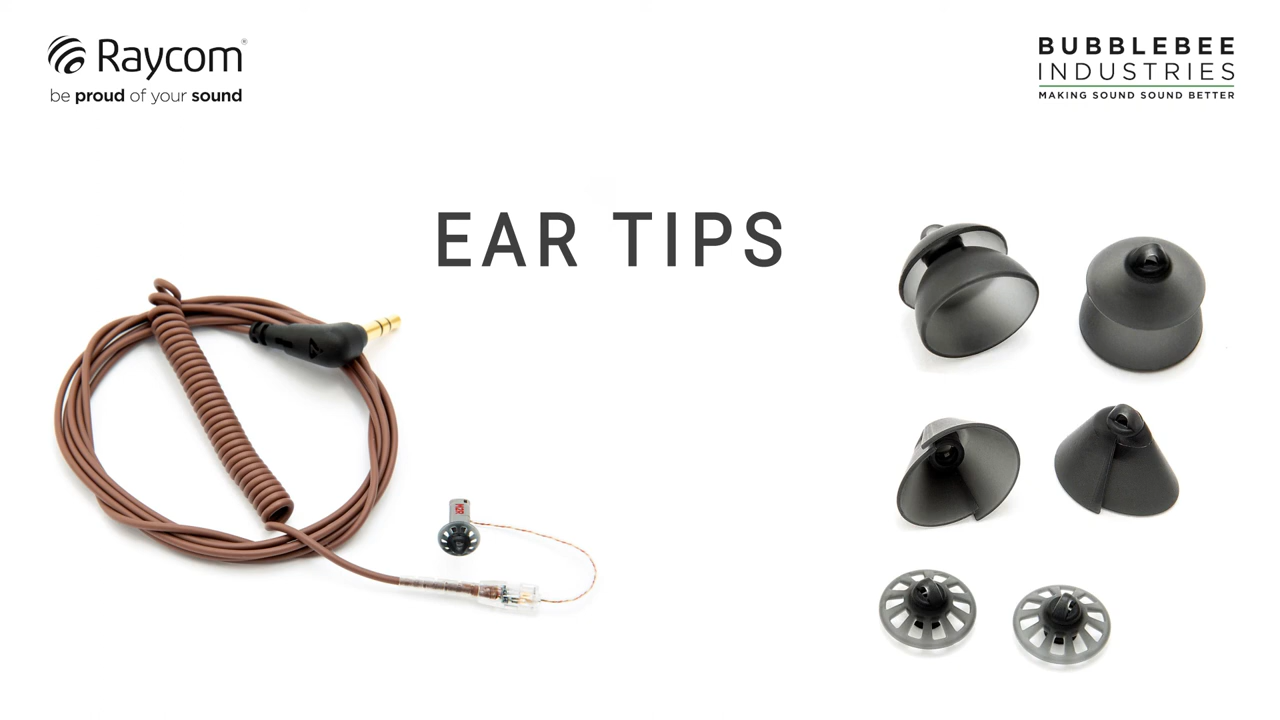 Raycom®
be proud of your sound
BUBBLEBEE
INDUSTRIES
MAKING SOUND SOUND BETTER
EAR TIPS